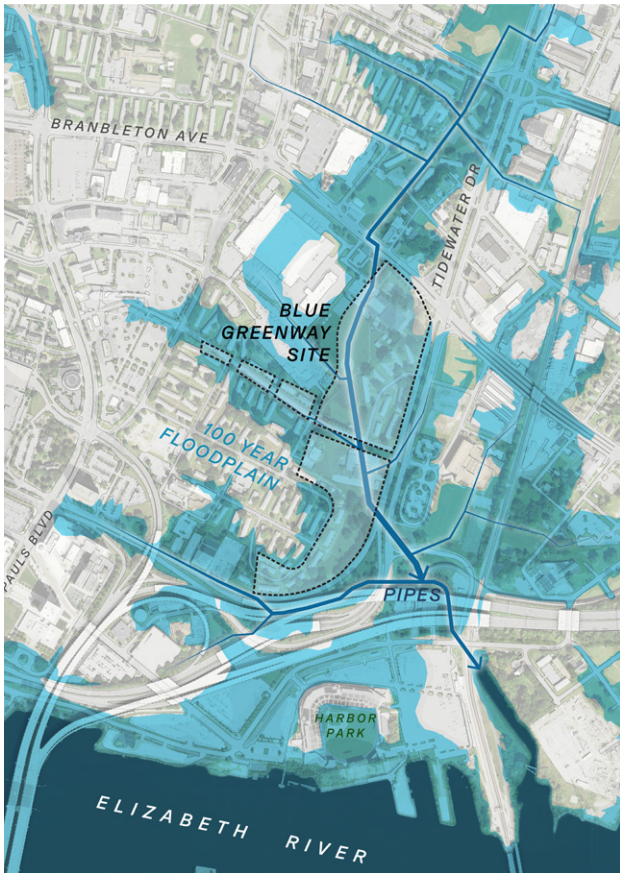 BRANBLETON AVE
TIDEWATER DR
BLUE
GREENWAY
SITE
100 YEAR
FLOODPLAIN
PAULS BLVD
PIPES
HARBOR
PARK
ELIZABETH RIVER